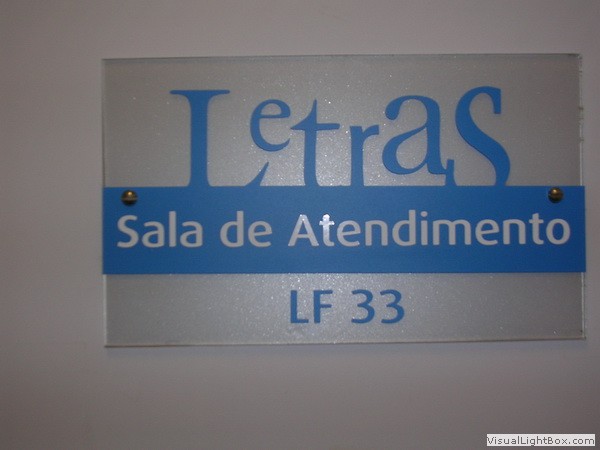 Letras
Sala de Atendimento
LF 33
VisualLightBox.com